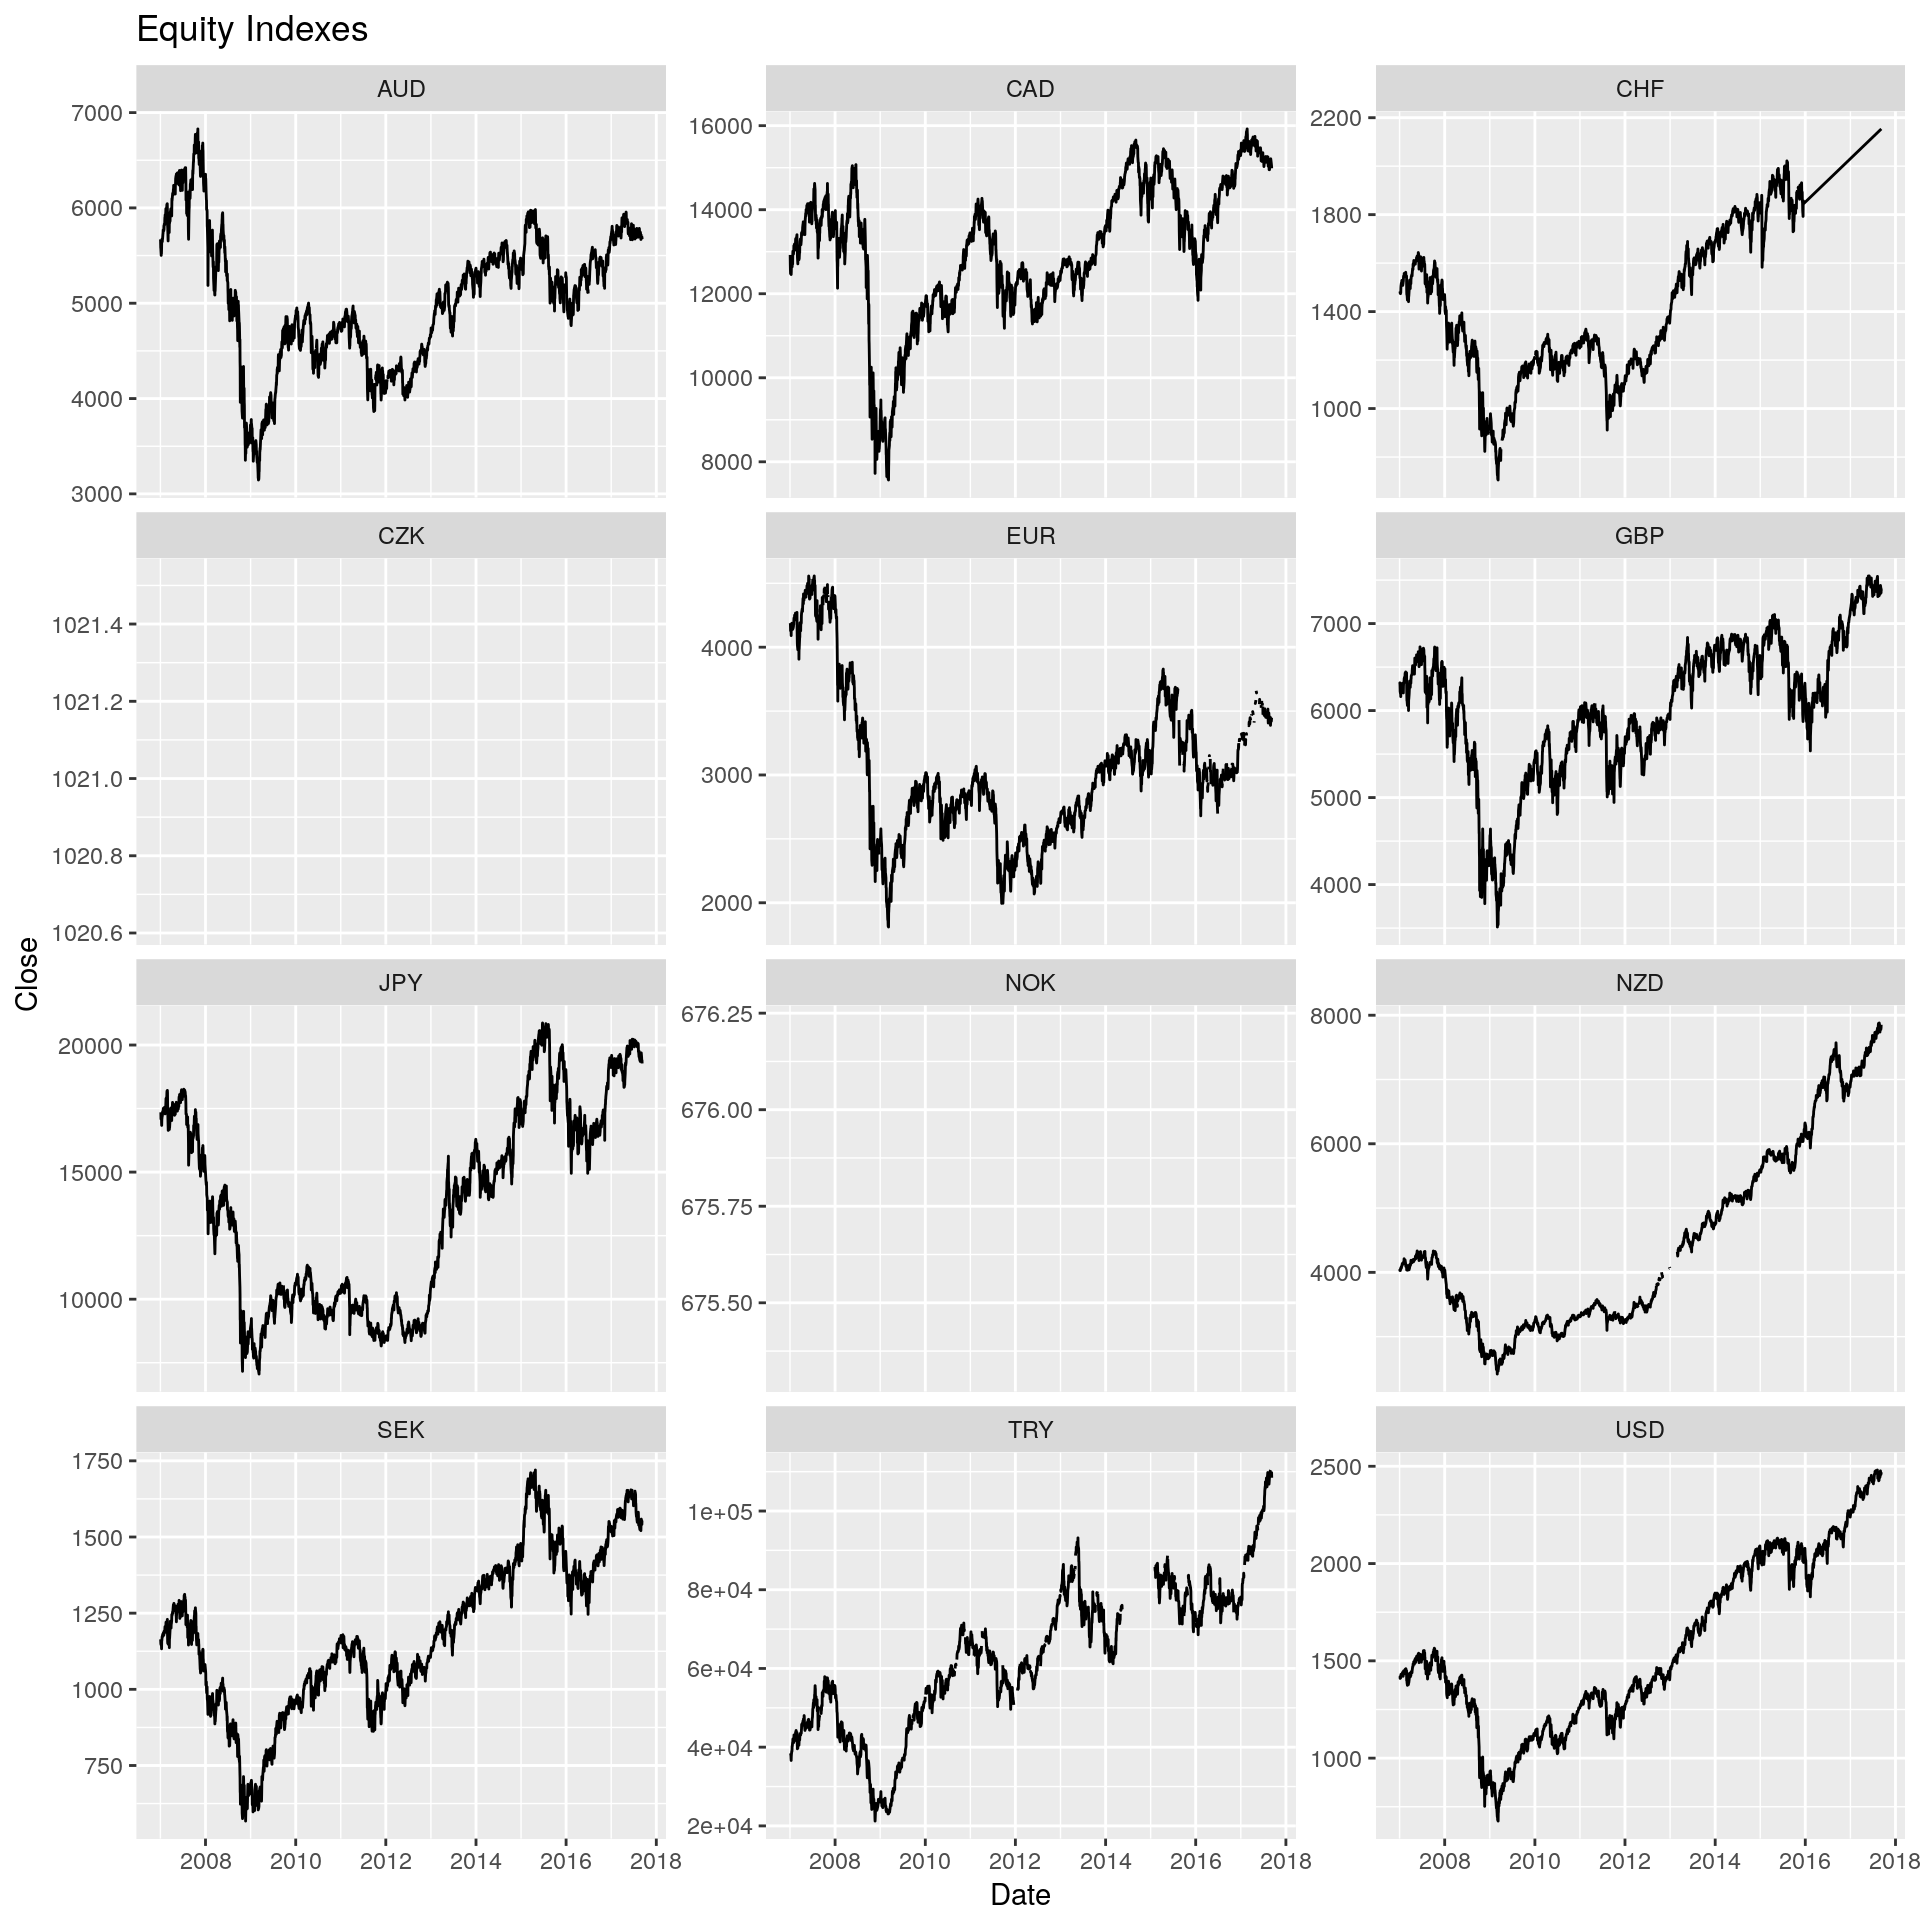 Equity Indexes
AUD
CAD
CHF
7000
6000
5000
4000
3000
16000
14000
12000
10000
8000
2200
1800
1400
1000
CZK
EUR
GBP
1021.4
1021.2
1021.0
1020.8
1020.6
4000
3000
2000
7000
6000
5000
4000
Close
JPY
NOK
NZD
20000
15000
10000
676.25
676.00
675.75
675.50
8000
6000
4000
SEK
TRY
USD
1750
1500
1250
1000
750
1e+05
8e+04
6e+04
4e+04
2e+04
2500
2000
1500
1000
2008 2010 2012 2014 2016 2018
2008 2010 2012 2014 2016 2018
2008 2010 2012 2014 2016 2018
Date